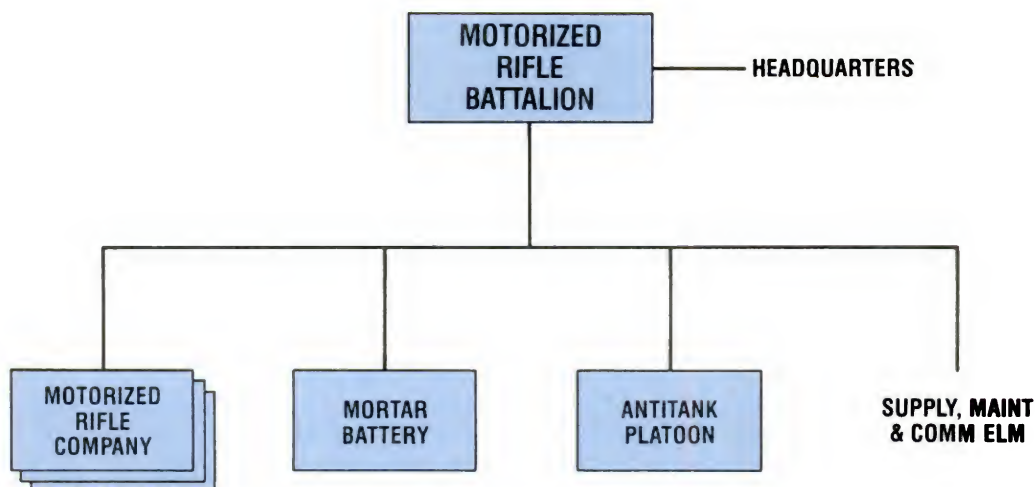 MOTORIZED
RIFLE
BATTALION
HEADQUARTERS
MOTORIZED
RIFLE
COMPANY
MORTAR
BATTERY
ANTITANK
PLATOON
SUPPLY, MAINT
& COMM ELM